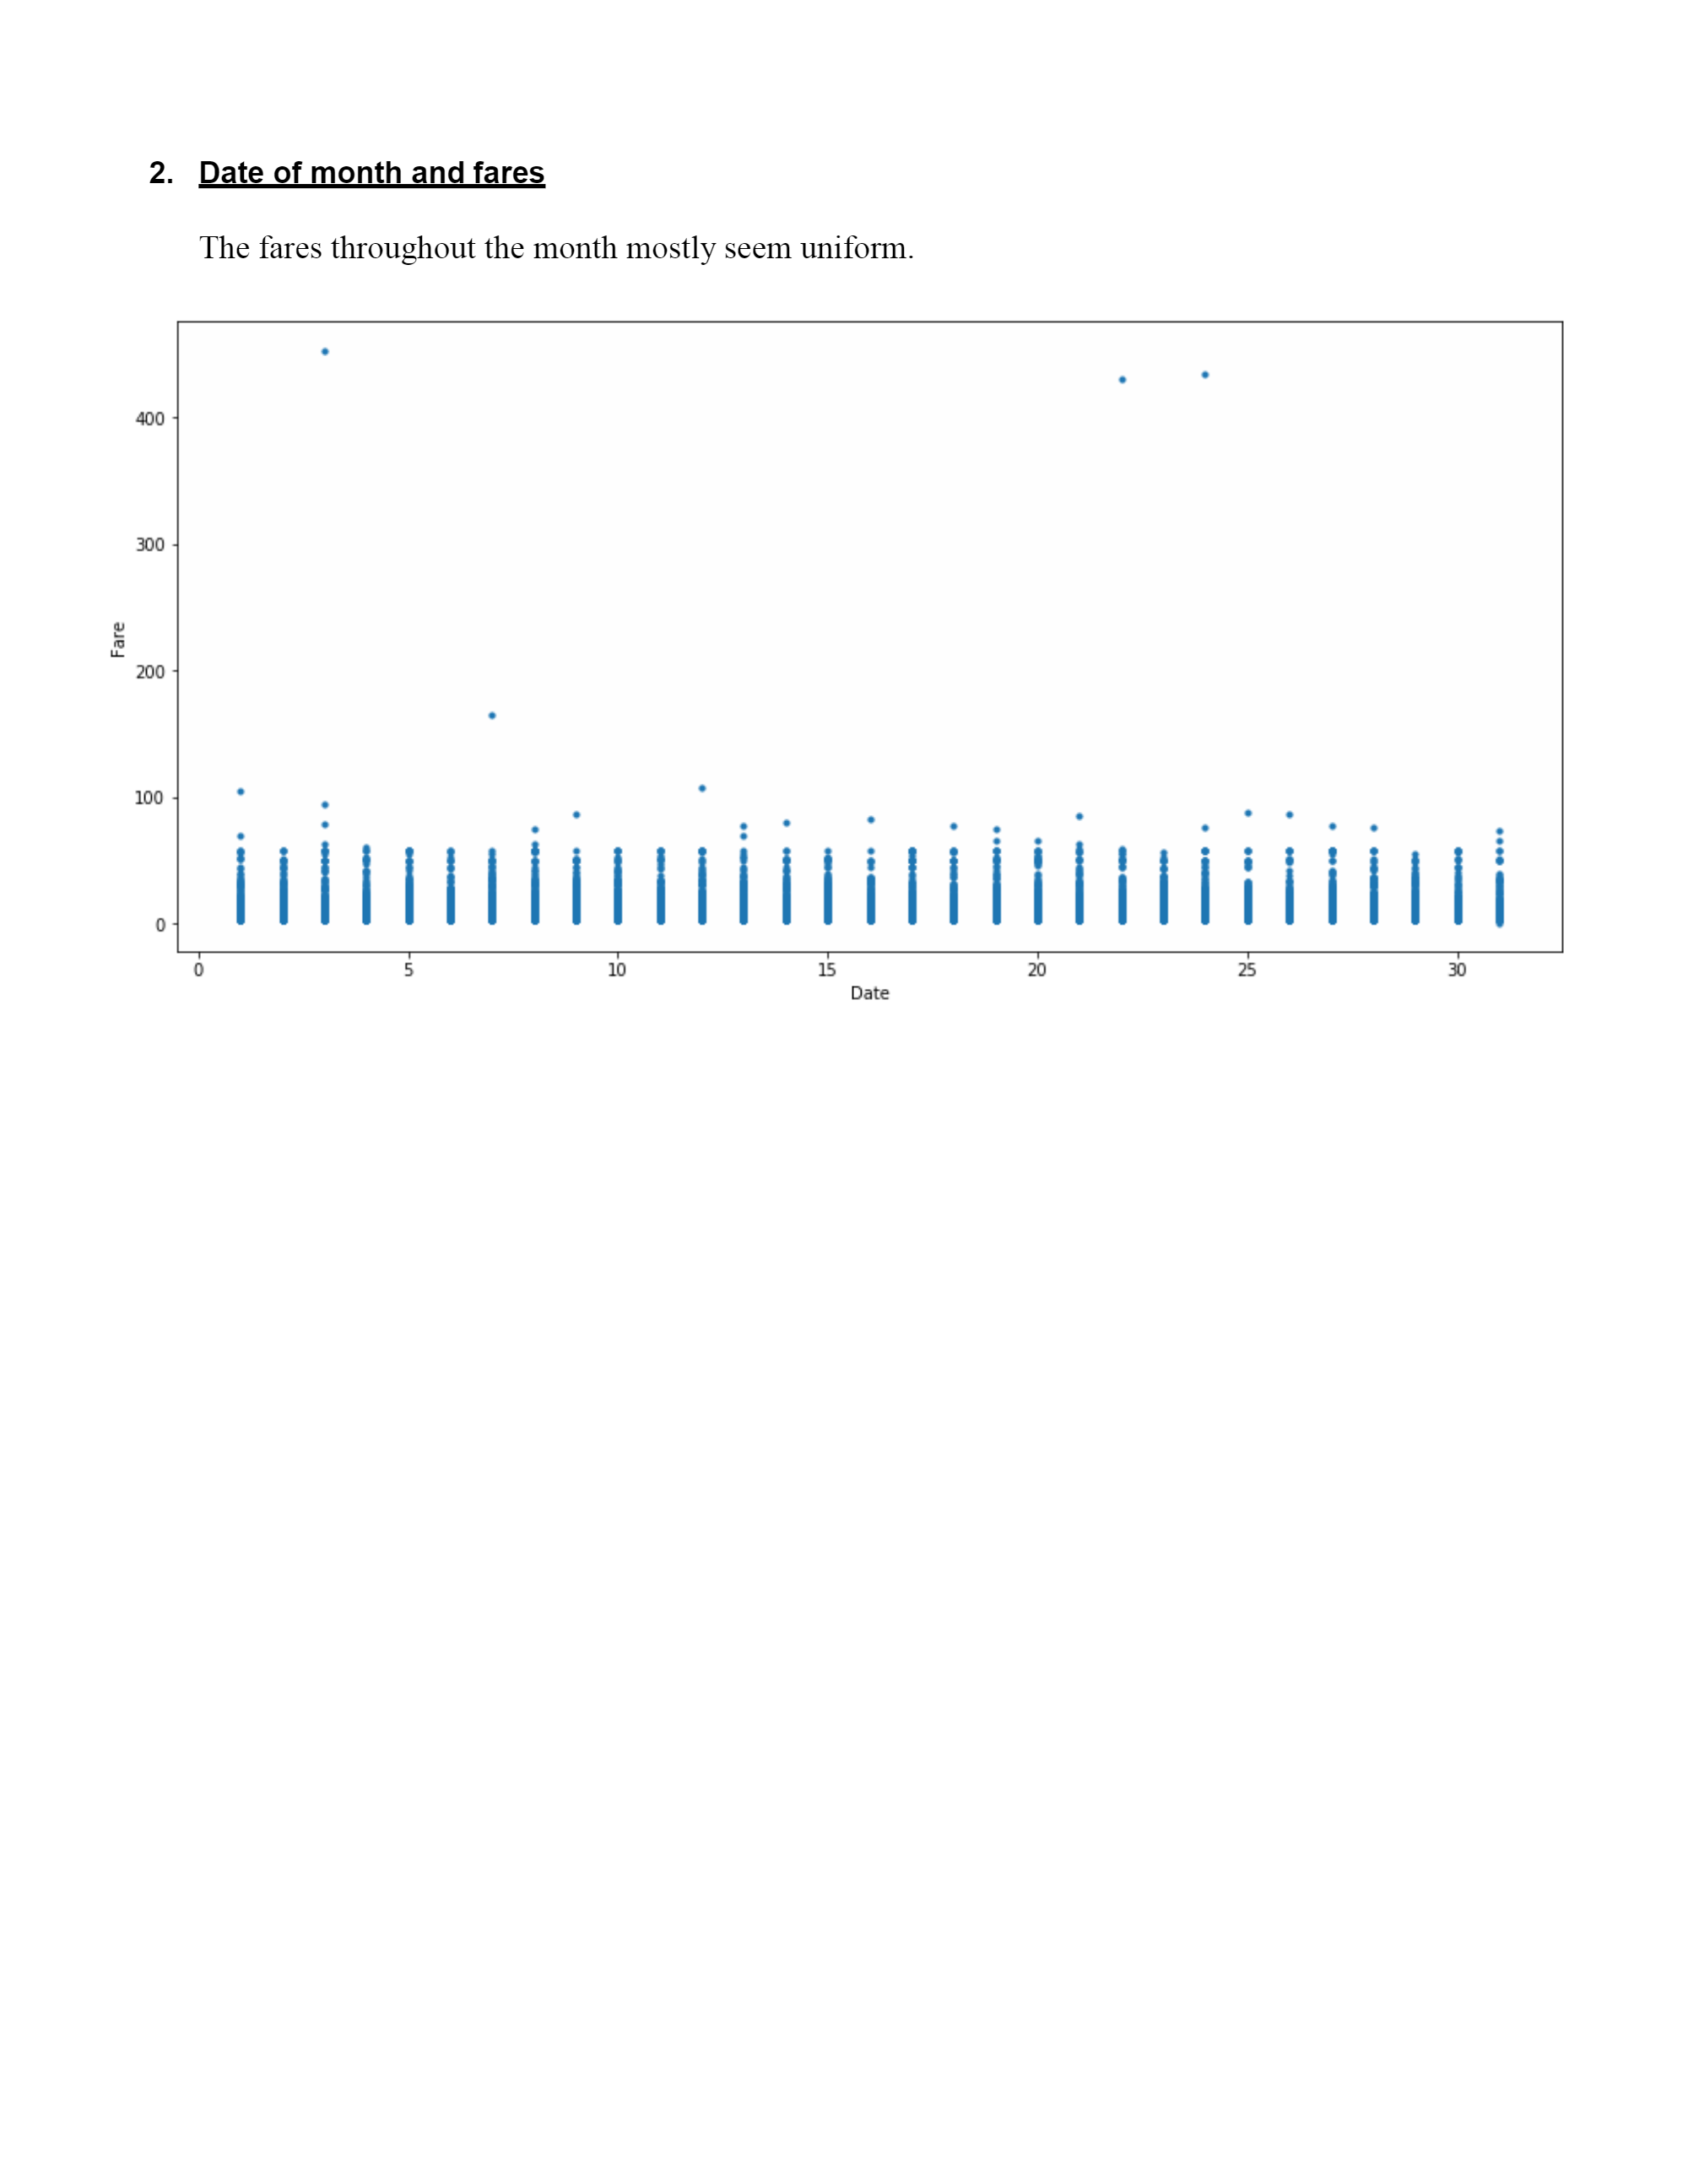 2. Date of month and fares
The fares throughout the month mostly seem uniform.
400
300
200
100
0
Fare
0 5 10 15 20 25 30
Date